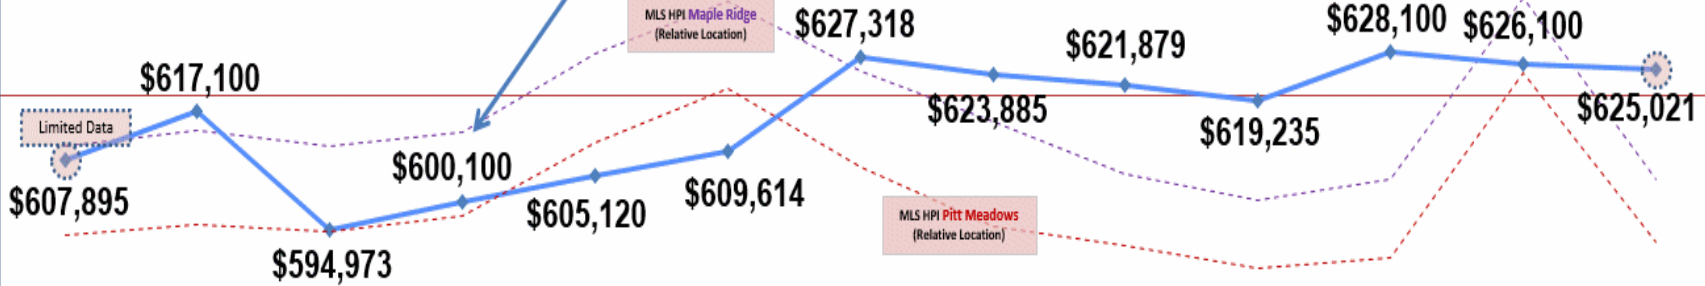 MLS HPI Maple Ridge
(Relative Location)
$627,318
$628,100
$626,100
$621,879
$617,100
Limited Data
$623,885
$625,021
$619,235
$600,100
$607,895
$609,614
$605,120
MLS HPI Pitt Meadows
(Relative Location)
$594,973